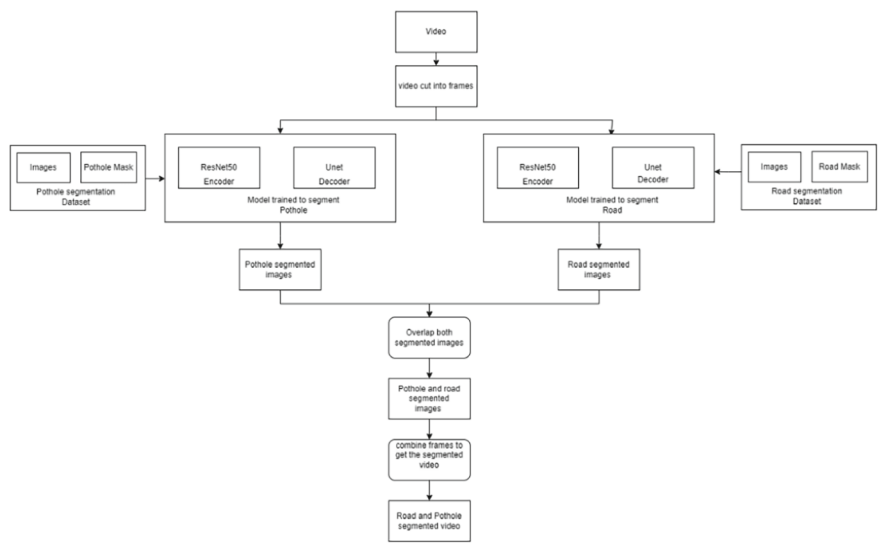 Video
video cut into frames
Images
Pothole Mask
Pothole segmentation
Dataset
ResNet50
Encoder
Unet
Decoder
Model trained to segment
Pothole
ResNet50
Encoder
Unet
Decoder
Model trained to segment
Road
Images
Road Mask
Road segmentation
Dataset
Pothole segmented
images
Road segmented
images
Overlap both
segmented images
Pothole and road
segmented
images
combine frames to
get the segmented
video
Road and Pothole
segmented video